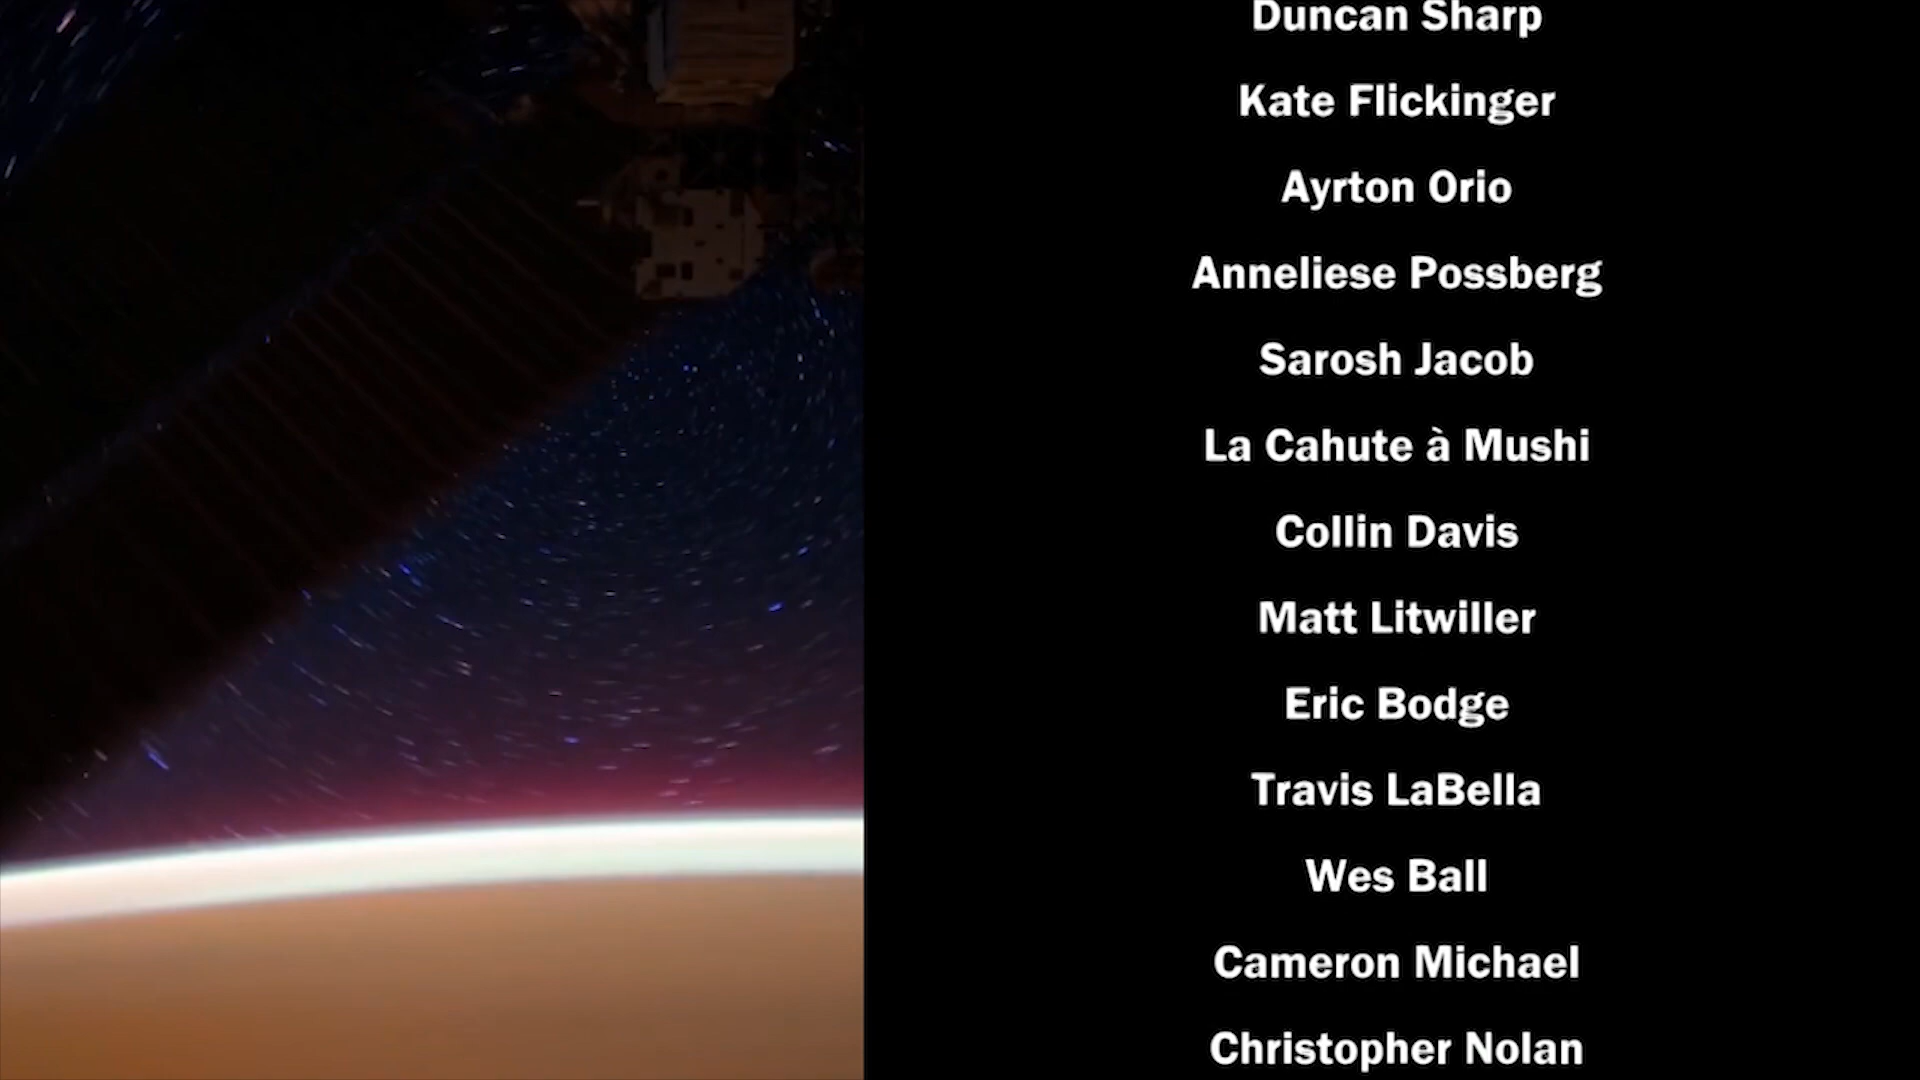 Duncan Sharp
Kate Flickinger
Ayrton Orio
Anneliese Possberg
Sarosh Jacob
La Cahute à Mushi
Collin Davis
Matt Litwiller
Eric Bodge
Travis LaBella
Wes Ball
Cameron Michael
Christopher Nolan